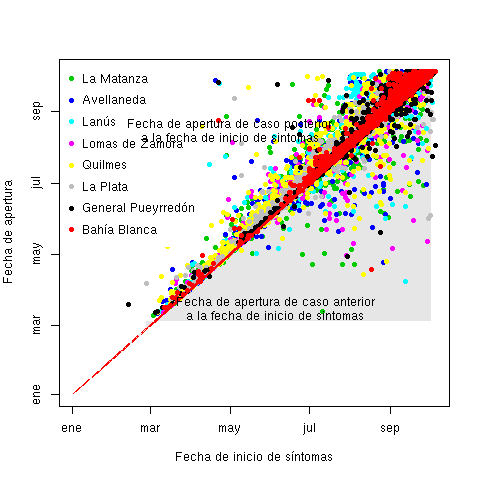 La Matanza
Avellaneda
Lanús
Lomas de Zamora
Quilmes
La Plata
General Pueyrredón
Bahía Blanca
Fecha de apertura de caso posterior
a la fecha de inicio de síntomas
Fecha de apertura de caso anterior
a la fecha de inicio de síntomas
Fecha de apertura
sep
jul
may
mar
ene
ene mar may jul sep
Fecha de inicio de síntomas